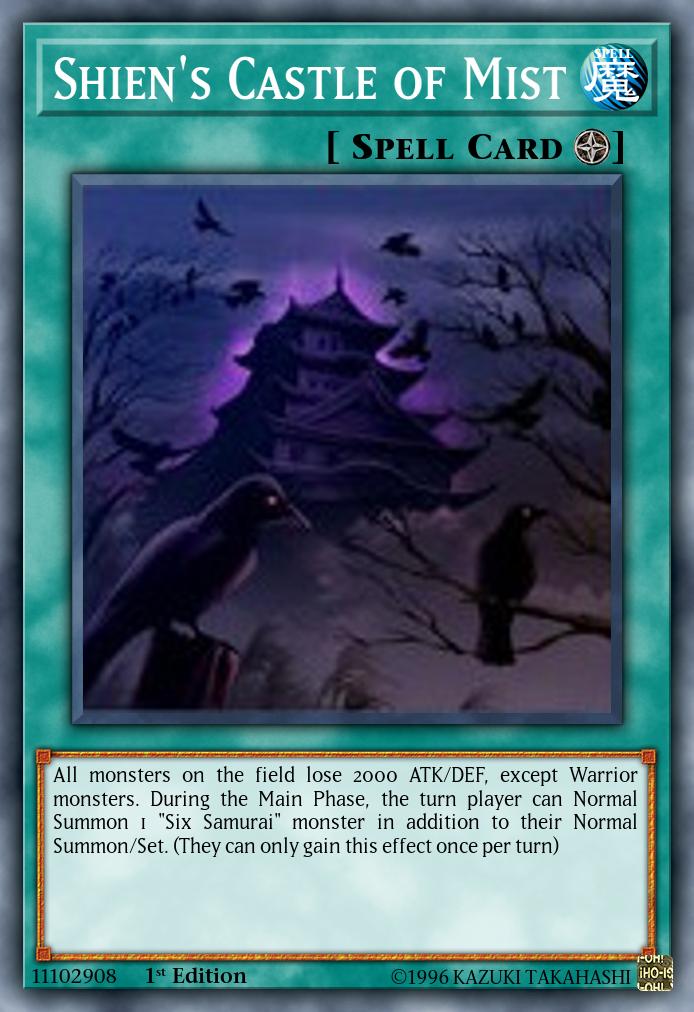 Shien's Castle of Mist
SPELL
魔
[ Spell Card ]
All monsters on the field lose 2000 ATK/DEF, except Warrior
monsters. During the Main Phase, the turn player can Normal
Summon 1 "Six Samurai" monster in addition to their Normal
Summon/Set. (They can only gain this effect once per turn)
11102908 1st Edition ©1996 KAZUKI TAKAHASHI